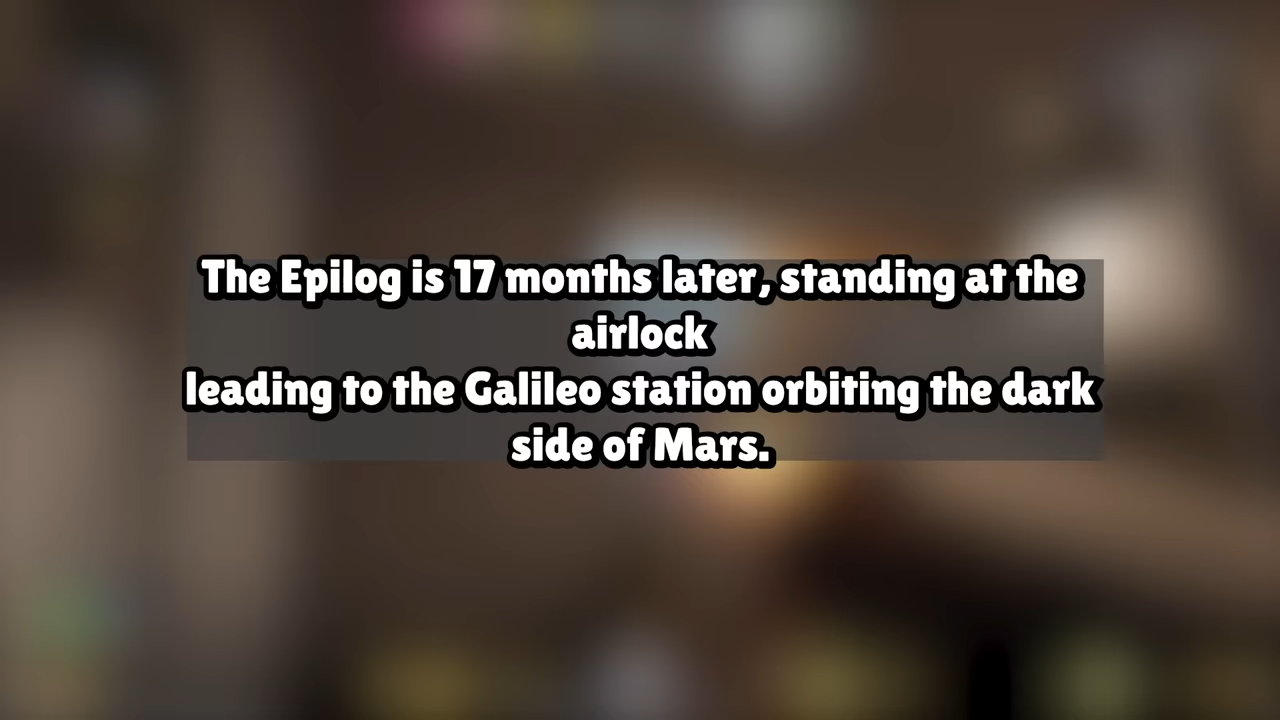 The Epilog is 17 months later, standing at the
airlock
leading to the Galileo station orbiting the dark
side of Mars.